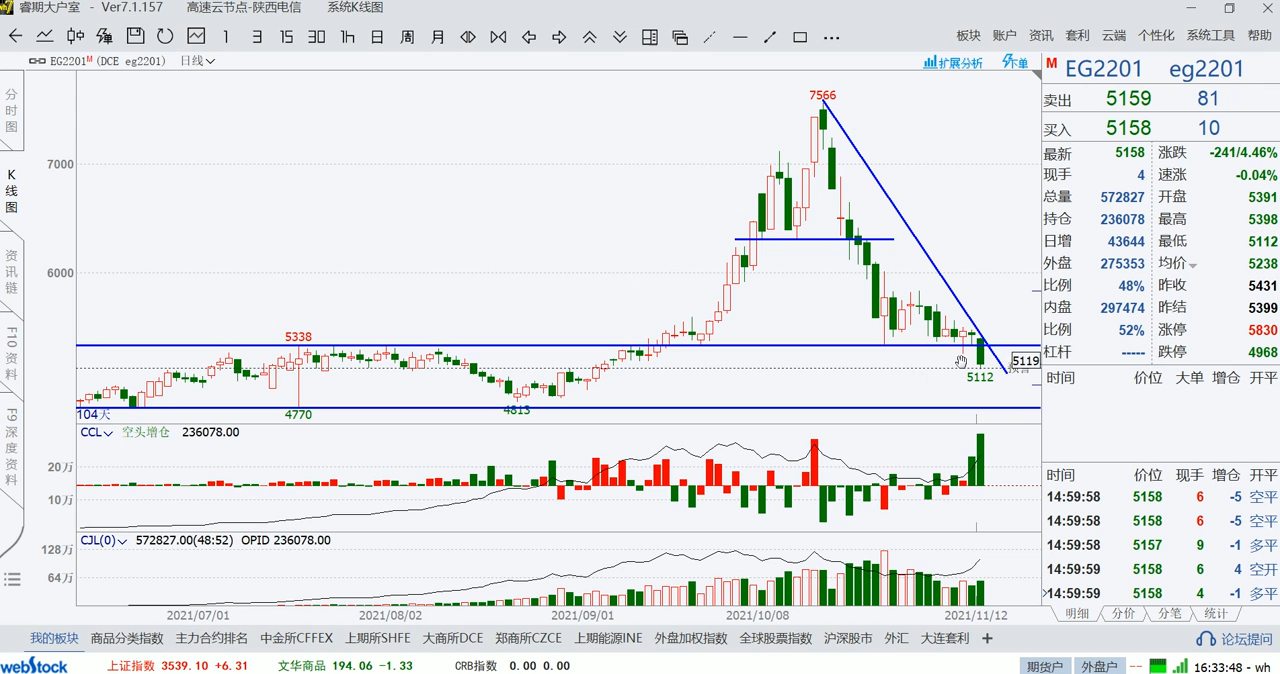 睿期大户室 - Ver7.1.157 高速云节点-陕西电信 系统K线图
1 3 15 30 1h 日 周 月
板块 账户 资讯 套利 云端 个性化 系统工具 帮助
EG2201M (DCE eg2201) 日线
扩展分析 下单
分时图
K线图
资讯链
F10资料
F9深度资料
7566
7000
6000
5338
5119
5112
104天
4770
4813
CCL 空头增仓 236078.00
20万
10万
CJL(0) 572827.00(48:52) OPID 236078.00
128万
64万
2021/07/01 2021/08/02 2021/09/01 2021/10/08 2021/11/12
M EG2201 eg2201
卖出 5159 81
买入 5158 10
最新 5158 涨跌 -241/4.46%
现手 4 速涨 -0.04%
总量 572827 开盘 5391
持仓 236078 最高 5398
日增 43644 最低 5112
外盘 275353 均价 5238
比例 48% 昨收 5431
内盘 297474 昨结 5399
比例 52% 涨停 5830
杠杆 ----- 跌停 4968
时间 价位 大单 增仓 开平
时间 价位 现手 增仓 开平
14:59:58 5158 6 -5 空平
14:59:58 5158 6 -5 空平
14:59:58 5157 9 -1 多平
14:59:58 5158 6 4 空开
14:59:59 5158 4 -1 多平
明细 分价 分笔 统计
我的板块 商品分类指数 主力合约排名 中金所CFFEX 上期所SHFE 大商所DCE 郑商所CZCE 上期能源INE 外盘加权指数 全球股票指数 沪深股市 外汇 大连套利 + 论坛提问
webStock 上证指数 3539.10 +6.31 文华商品 194.06 -1.33 CRB指数 0.00 0.00 期货户 外盘户 -- 16:33:48 - wh